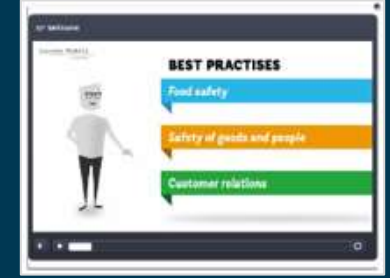 BEST PRACTISES
Food safety
Safety of goods and people
Customer relations